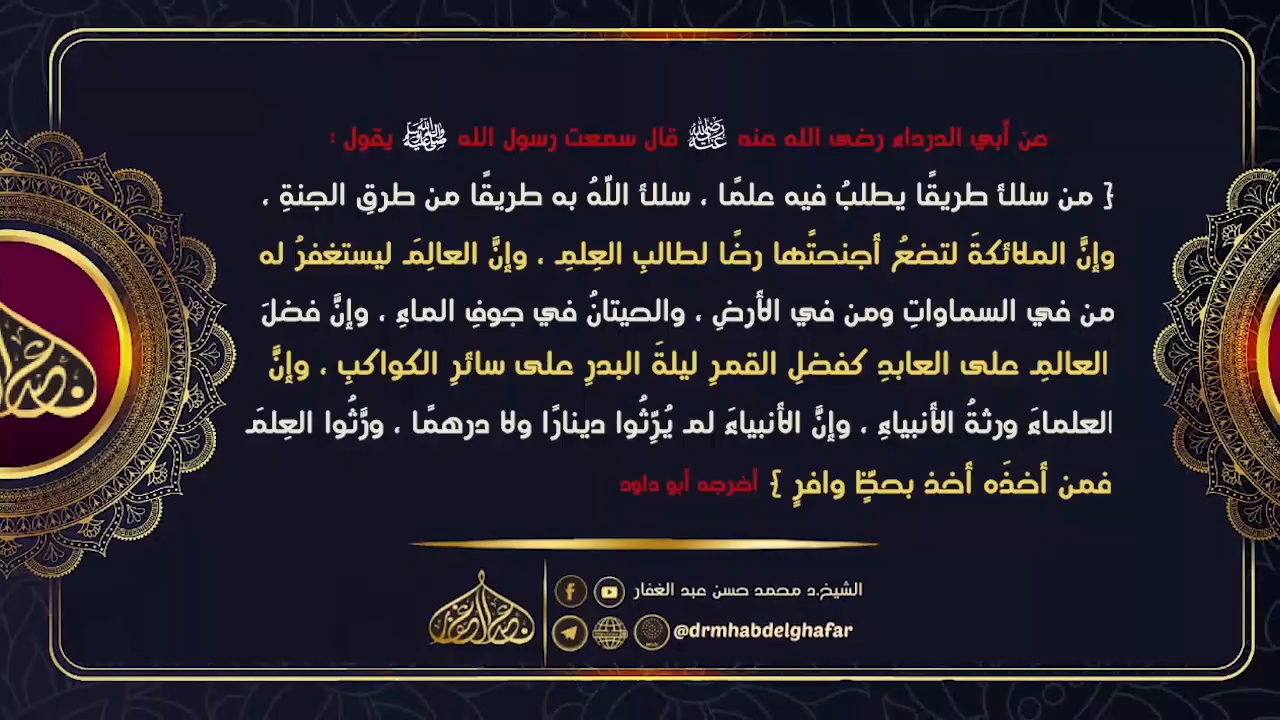 عن أبي الدرداء رضى الله عنه رضي الله عنه قال سمعت رسول الله ﷺ يقول :
{ من سلك طريقًا يطلبُ فيه علمًا ، سلك اللّهُ به طريقًا من طرقِ الجنةِ ،
وإنَّ الملائكةَ لتضعُ أجنحتَها رضًا لطالبِ العِلمِ ، وإنَّ العالِمَ ليستغفرُ له
من في السماواتِ ومن في الأرضِ ، والحيتانُ في جوفِ الماءِ ، وإنَّ فضلَ
العالمِ على العابدِ كفضلِ القمرِ ليلةَ البدرِ على سائرِ الكواكبِ ، وإنَّ
العلماءَ ورثةُ الأنبياءِ ، وإنَّ الأنبياءَ لم يُرِّثُوا دينارًا ولا درهمًا ، ورَّثُوا العِلمَ
فمن أخذَه أخذ بحظٍّ وافرٍ } أخرجه أبو داود
الشيخ.د محمد حسن عبد الغفار
@drmhabdelghafar